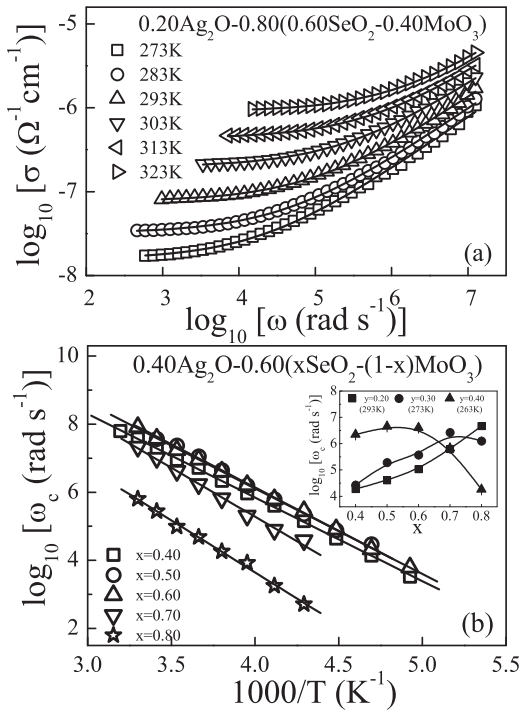 0.20Ag₂O-0.80(0.60SeO₂-0.40MoO₃)
-5
-6
-7
-8
log₁₀ [σ (Ω⁻¹ cm⁻¹)]
273K
283K
293K
303K
313K
323K
(a)
2 3 4 5 6 7
log₁₀ [ω (rad s⁻¹)]
0.40Ag₂O-0.60(xSeO₂-(1-x)MoO₃)
10
8
6
4
2
log₁₀ [ω_c (rad s⁻¹)]
y=0.20 y=0.30 y=0.40
(293K) (273K) (263K)
8
7
6
5
4
log₁₀ [ω_c (rad s⁻¹)]
0.4 0.5 0.6 0.7 0.8
x
x=0.40
x=0.50
x=0.60
x=0.70
x=0.80
(b)
3.0 3.5 4.0 4.5 5.0
1000/T (K⁻¹)